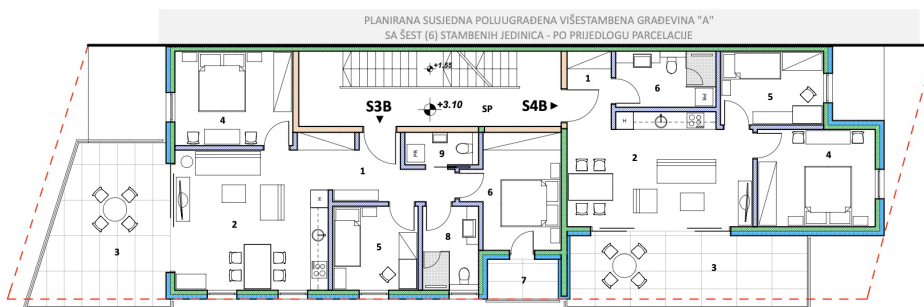 PLANIRANA SUSJEDNA POLUUGRAĐENA VIŠESTAMBENA GRAĐEVINA "A"
SA ŠEST (6) STAMBENIH JEDINICA - PO PRIJEDLOGU PARCELACIJE
+1.55
S3B +3.10 SP S4B
1 6 5
4
2 4
H
9
PR
1 6
2
H
5 8
3
7
3